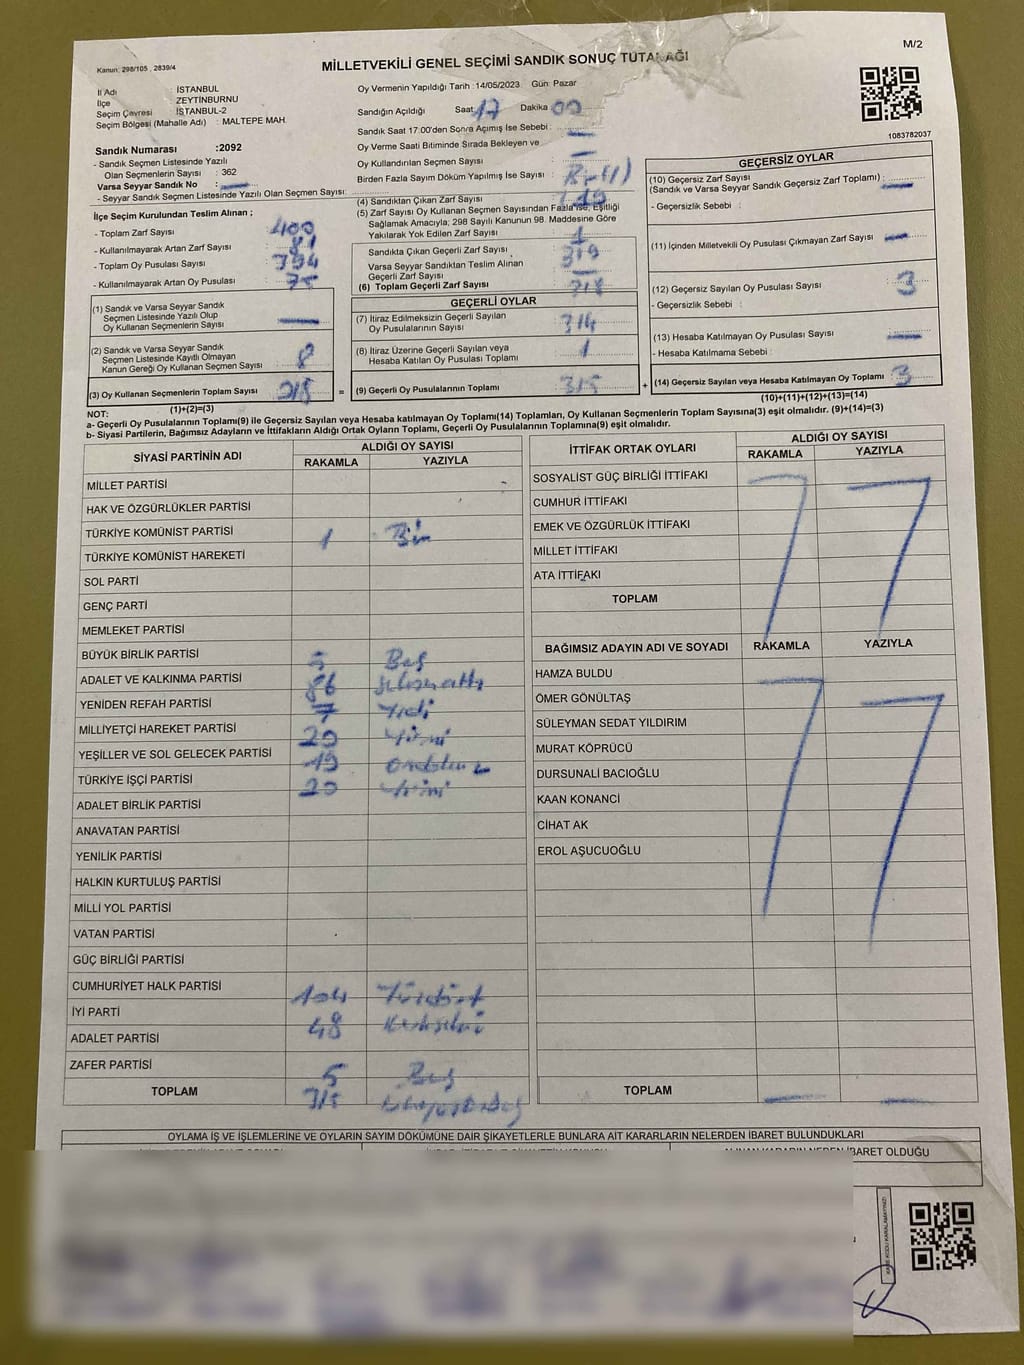 M/2
Kanun: 298/105 , 2839/4
MİLLETVEKİLİ GENEL SEÇİMİ SANDIK SONUÇ TUTANAĞI
İl Adı : İSTANBUL
İlçe : ZEYTİNBURNU
Seçim Çevresi : İSTANBUL-2
Seçim Bölgesi (Mahalle Adı) : MALTEPE MAH.
Oy Vermenin Yapıldığı Tarih : 14/05/2023 Gün: Pazar
Sandığın Açıldığı Saat: 17 Dakika : 00
Sandık Saat 17:00'den Sonra Açımış İse Sebebi :
Oy Verme Saati Bitiminde Sırada Bekleyen ve
Oy Kullandırılan Seçmen Sayısı :
Birden Fazla Sayım Döküm Yapılmış İse Sayısı : Bir(1)
1083782037
Sandık Numarası :2092
- Sandık Seçmen Listesinde Yazılı
Olan Seçmenlerin Sayısı : 362
Varsa Seyyar Sandık No :
- Seyyar Sandık Seçmen Listesinde Yazılı Olan Seçmen Sayısı:
İlçe Seçim Kurulundan Teslim Alınan ;
- Toplam Zarf Sayısı : 400
- Kullanılmayarak Artan Zarf Sayısı : 81
- Toplam Oy Pusulası Sayısı : 394
- Kullanılmayarak Artan Oy Pusulası : 75
(4) Sandıktan Çıkan Zarf Sayısı :
(5) Zarf Sayısı Oy Kullanan Seçmen Sayısından Fazla ise, Eşitliği
Sağlamak Amacıyla; 298 Sayılı Kanunun 98. Maddesine Göre
Yakılarak Yok Edilen Zarf Sayısı : 1
Sandıkta Çıkan Geçerli Zarf Sayısı : 319
Varsa Seyyar Sandıktan Teslim Alınan
Geçerli Zarf Sayısı :
(6) Toplam Geçerli Zarf Sayısı : 318
GEÇERSİZ OYLAR
(10) Geçersiz Zarf Sayısı
(Sandık ve Varsa Seyyar Sandık Geçersiz Zarf Toplamı) :
- Geçersizlik Sebebi :
(11) İçinden Milletvekili Oy Pusulası Çıkmayan Zarf Sayısı :
(12) Geçersiz Sayılan Oy Pusulası Sayısı : 3
- Geçersizlik Sebebi :
(13) Hesaba Katılmayan Oy Pusulası Sayısı :
- Hesaba Katılmama Sebebi :
(14) Geçersiz Sayılan veya Hesaba Katılmayan Oy Toplamı : 3
(10)+(11)+(12)+(13)=(14)
(1) Sandık ve Varsa Seyyar Sandık
Seçmen Listesinde Yazılı Olup
Oy Kullanan Seçmenlerin Sayısı :
(2) Sandık ve Varsa Seyyar Sandık
Seçmen Listesinde Kayıtlı Olmayan
Kanun Gereği Oy Kullanan Seçmen Sayısı : 8
(3) Oy Kullanan Seçmenlerin Toplam Sayısı : 318 =
(1)+(2)=(3)
GEÇERLİ OYLAR
(7) İtiraz Edilmeksizin Geçerli Sayılan
Oy Pusulalarının Sayısı : 314
(8) İtiraz Üzerine Geçerli Sayılan veya
Hesaba Katılan Oy Pusulası Toplamı : 1
(9) Geçerli Oy Pusulalarının Toplamı : 315 +
NOT:
a- Geçerli Oy Pusulalarının Toplamı(9) ile Geçersiz Sayılan veya Hesaba katılmayan Oy Toplamı(14) Toplamları, Oy Kullanan Seçmenlerin Toplam Sayısına(3) eşit olmalıdır. (9)+(14)=(3)
b- Siyasi Partilerin, Bağımsız Adayların ve İttifakların Aldığı Ortak Oyların Toplamı, Geçerli Oy Pusulalarının Toplamına(9) eşit olmalıdır.
SİYASİ PARTİNİN ADI
ALDIĞI OY SAYISI
RAKAMLA YAZIYLA
MİLLET PARTİSİ
HAK VE ÖZGÜRLÜKLER PARTİSİ
TÜRKİYE KOMÜNİST PARTİSİ 1 Bir
TÜRKİYE KOMÜNİST HAREKETİ
SOL PARTİ
GENÇ PARTİ
MEMLEKET PARTİSİ
BÜYÜK BİRLİK PARTİSİ 5 Beş
ADALET VE KALKINMA PARTİSİ 86 seksenaltı
YENİDEN REFAH PARTİSİ 7 Yedi
MİLLİYETÇİ HAREKET PARTİSİ 20 Yirmi
YEŞİLLER VE SOL GELECEK PARTİSİ 19 ondokuz
TÜRKİYE İŞÇİ PARTİSİ 20 Yirmi
ADALET BİRLİK PARTİSİ
ANAVATAN PARTİSİ
YENİLİK PARTİSİ
HALKIN KURTULUŞ PARTİSİ
MİLLİ YOL PARTİSİ
VATAN PARTİSİ
GÜÇ BİRLİĞİ PARTİSİ
CUMHURİYET HALK PARTİSİ 104 Yüzdört
İYİ PARTİ 48 kırksekiz
ADALET PARTİSİ
ZAFER PARTİSİ 5 Beş
TOPLAM 315
İTTİFAK ORTAK OYLARI
ALDIĞI OY SAYISI
RAKAMLA YAZIYLA
SOSYALİST GÜÇ BİRLİĞİ İTTİFAKI
CUMHUR İTTİFAKI
EMEK VE ÖZGÜRLÜK İTTİFAKI
MİLLET İTTİFAKI
ATA İTTİFAKI
TOPLAM
BAĞIMSIZ ADAYIN ADI VE SOYADI RAKAMLA YAZIYLA
HAMZA BULDU
ÖMER GÖNÜLTAŞ
SÜLEYMAN SEDAT YILDIRIM
MURAT KÖPRÜCÜ
DURSUNALİ BACIOĞLU
KAAN KONANCİ
CİHAT AK
EROL AŞUCUOĞLU
TOPLAM
OYLAMA İŞ VE İŞLEMLERİNE VE OYLARIN SAYIM DÖKÜMÜNE DAİR ŞİKAYETLERLE BUNLARA AİT KARARLARIN NELERDEN İBARET BULUNDUKLARI
İBARET OLDUĞU